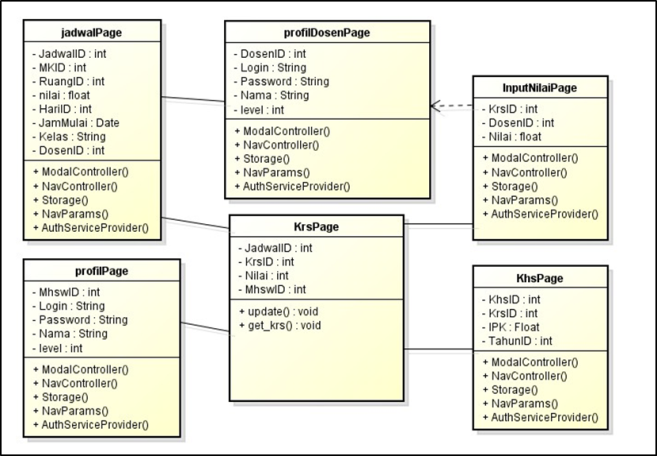 jadwalPage
- JadwalID : int
- MKID : int
- RuangID : int
- nilai : float
- HariID : int
- JamMulai : Date
- Kelas : String
- DosenID : int
+ ModalController()
+ NavController()
+ Storage()
+ NavParams()
+ AuthServiceProvider()
profilDosenPage
- DosenID : int
- Login : String
- Password : String
- Nama : String
- level : int
+ ModalController()
+ NavController()
+ Storage()
+ NavParams()
+ AuthServiceProvider()
InputNilaiPage
- KrsID : int
- DosenID : int
- Nilai : float
+ ModalController()
+ NavController()
+ Storage()
+ NavParams()
+ AuthServiceProvider()
KrsPage
- JadwalID : int
- KrsID : int
- Nilai : int
- MhswID : int
+ update() : void
+ get_krs() : void
profilPage
- MhswID : int
- Login : String
- Password : String
- Nama : String
- level : int
+ ModalController()
+ NavController()
+ Storage()
+ NavParams()
+ AuthServiceProvider()
KhsPage
- KhsID : int
- KrsID : int
- IPK : Float
- TahunID : int
+ ModalController()
+ NavController()
+ Storage()
+ NavParams()
+ AuthServiceProvider()